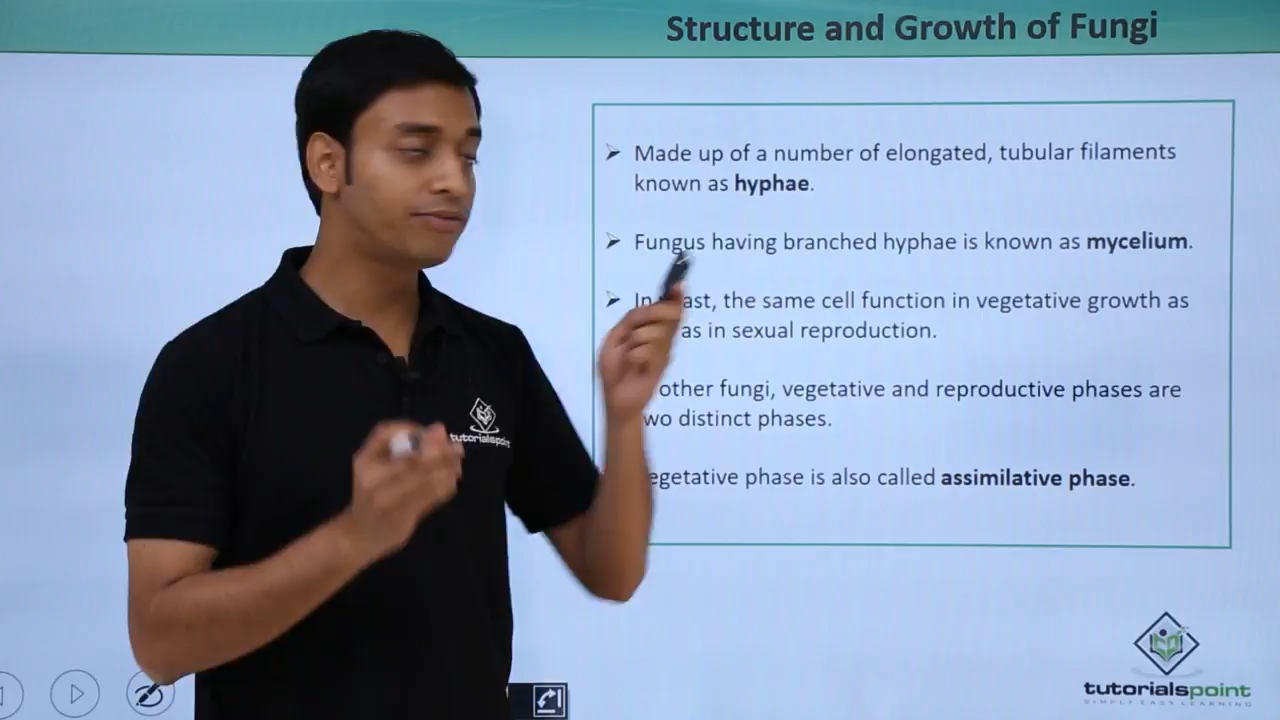 Structure and Growth of Fungi
Made up of a number of elongated, tubular filaments
known as hyphae.
Fungus having branched hyphae is known as mycelium.
In the same cell function in vegetative growth as
as in sexual reproduction.
other fungi, vegetative and reproductive phases are
distinct phases.
phase is also called assimilative phase.
tutorialspoint
tutorialspoint
SIMPLY EASY LEARNING